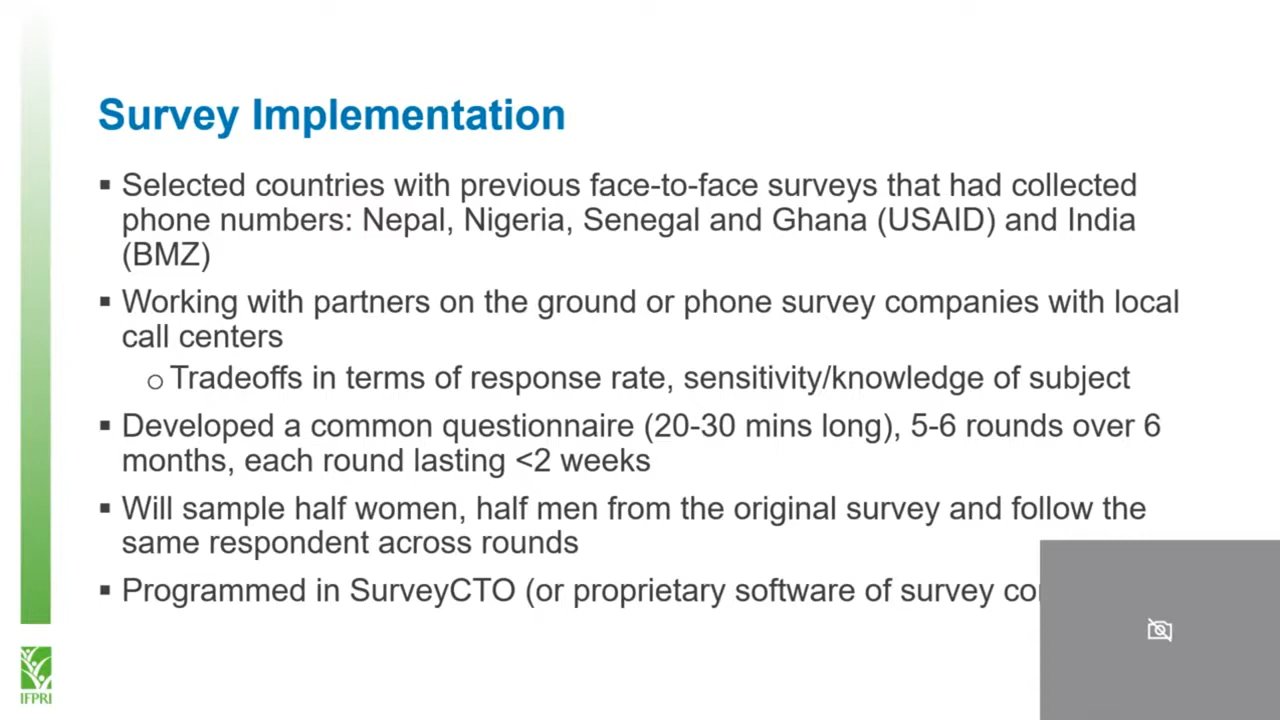 Survey Implementation
▪ Selected countries with previous face-to-face surveys that had collected
phone numbers: Nepal, Nigeria, Senegal and Ghana (USAID) and India
(BMZ)
▪ Working with partners on the ground or phone survey companies with local
call centers
○ Tradeoffs in terms of response rate, sensitivity/knowledge of subject
▪ Developed a common questionnaire (20-30 mins long), 5-6 rounds over 6
months, each round lasting <2 weeks
▪ Will sample half women, half men from the original survey and follow the
same respondent across rounds
▪ Programmed in SurveyCTO (or proprietary software of survey
IFPRI